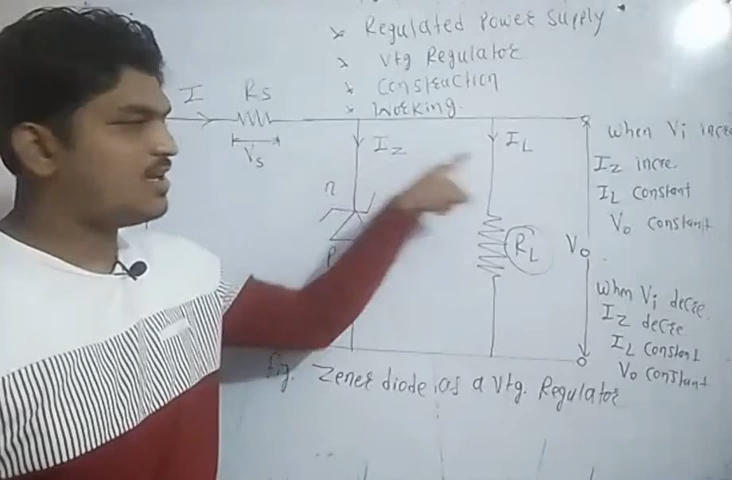 × Regulated Power Supply
× Vtg Regulator
× Construction
× Working.
I Rs
Vs
Iz
IL
n
P
RL
Vo
when Vi incre
Iz incre.
IL constant
Vo constant
when Vi decre.
Iz decre
IL constant
Vo constant
fig. Zener diode as a Vtg. Regulator